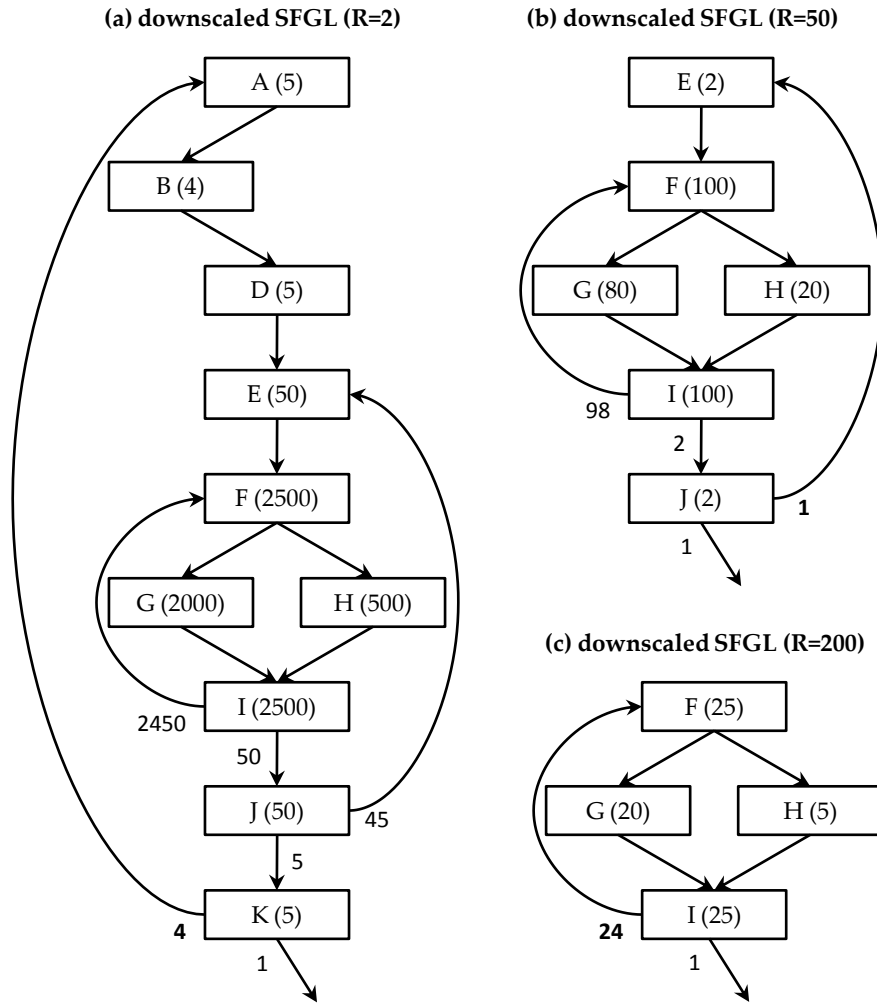 (a) downscaled SFGL (R=2)
A (5)
B (4)
D (5)
E (50)
F (2500)
G (2000)
H (500)
I (2500)
2450
50
J (50)
45
5
K (5)
4
1
(b) downscaled SFGL (R=50)
E (2)
F (100)
G (80)
H (20)
I (100)
98
2
J (2)
1
1
(c) downscaled SFGL (R=200)
F (25)
G (20)
H (5)
I (25)
24
1